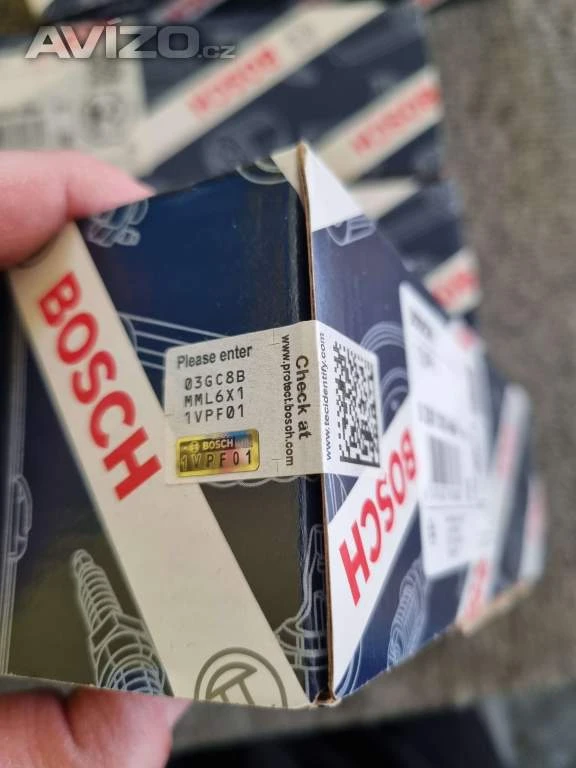 AVÍZO.cz
BOSCH
BOSCH
BOSCH
Please enter
03GC8B
MML6X1
1VPF01
BOSCH
1VPF01
Check at
www.protect.bosch.com
www.tecidentify.com
BOSCH